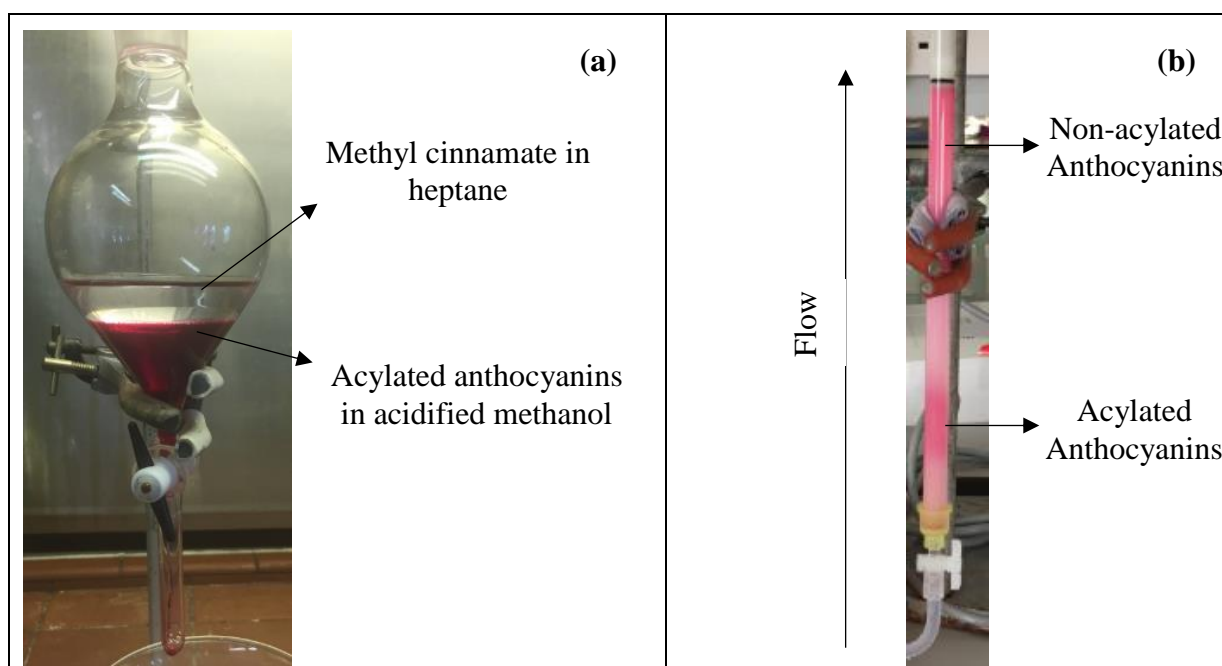 (a)
Methyl cinnamate in
heptane
Acylated anthocyanins
in acidified methanol
(b)
Non-acylated
Anthocyanins
Flow
Acylated
Anthocyanins